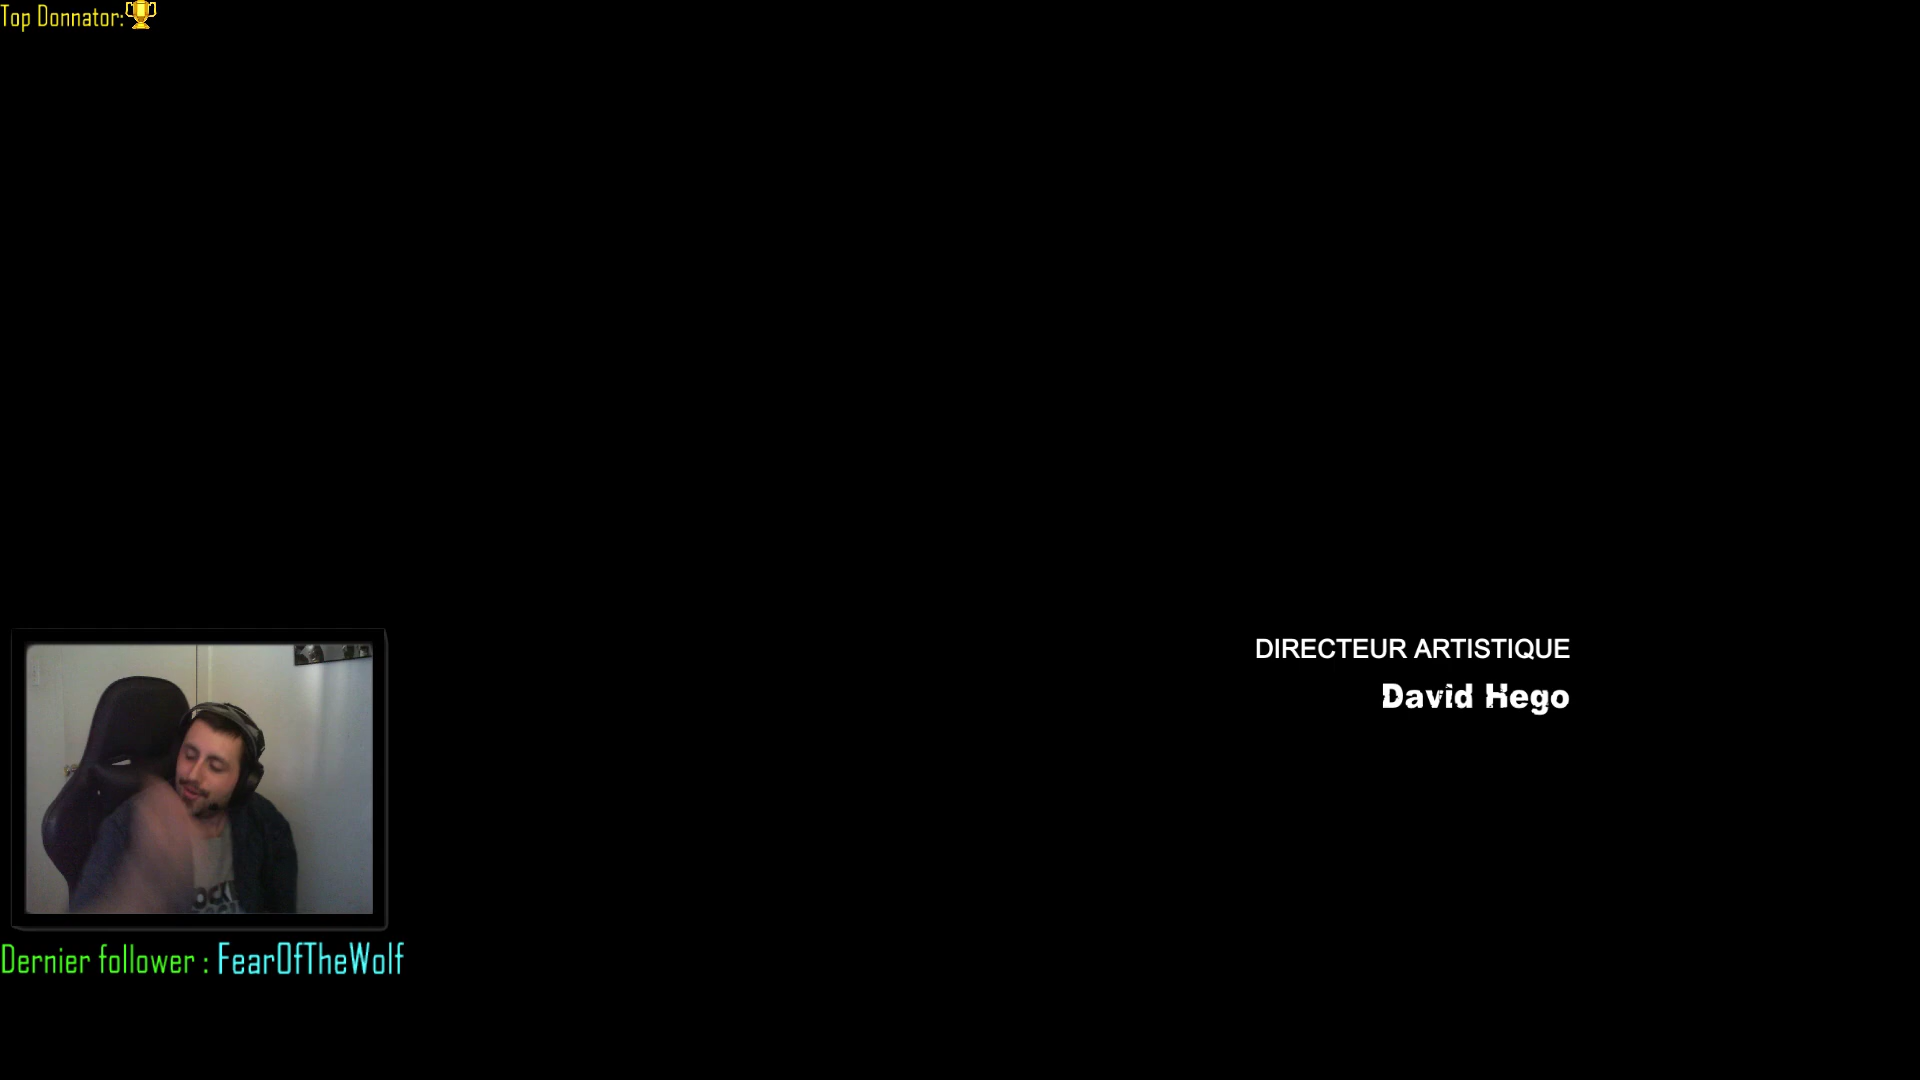 Top Donnator:
DIRECTEUR ARTISTIQUE
David Hego
Dernier follower : FearOfTheWolf